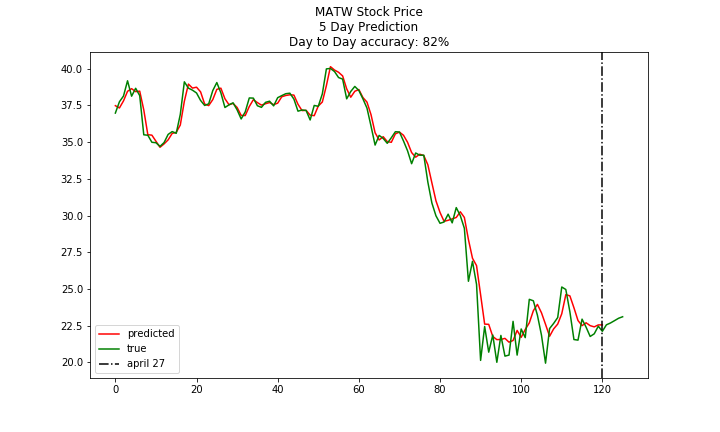 MATW Stock Price
5 Day Prediction
Day to Day accuracy: 82%
40.0
37.5
35.0
32.5
30.0
27.5
25.0
22.5
20.0
predicted
true
april 27
0 20 40 60 80 100 120